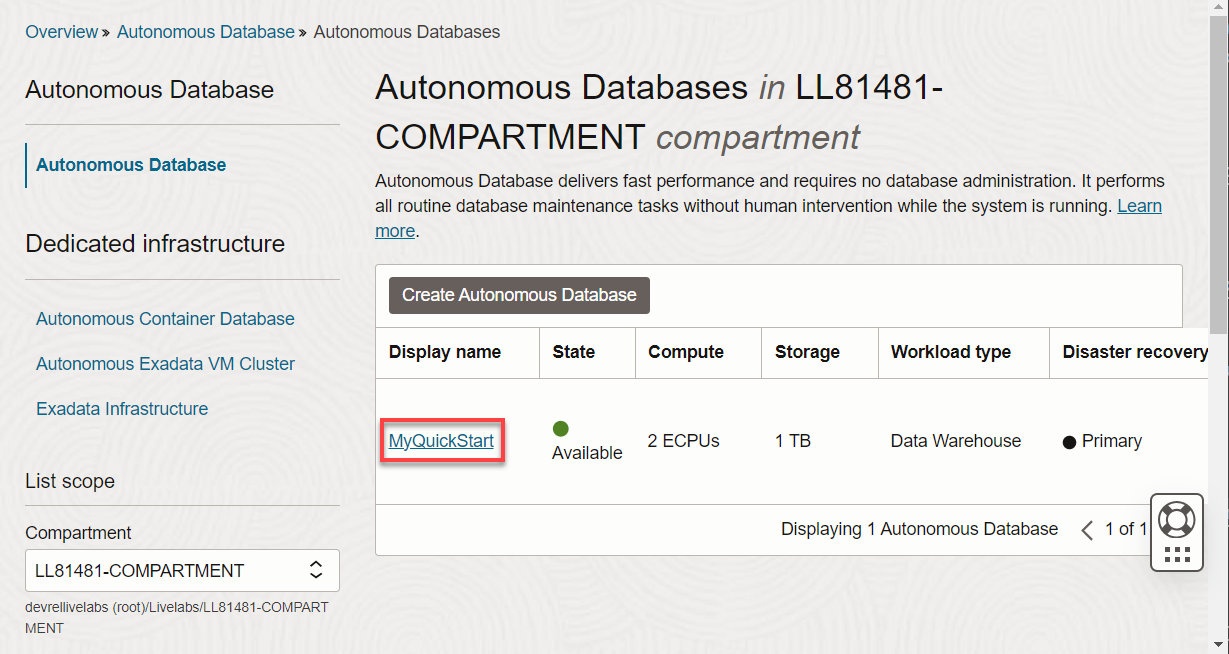 Overview » Autonomous Database » Autonomous Databases
Autonomous Database
Autonomous Database
Dedicated infrastructure
Autonomous Container Database
Autonomous Exadata VM Cluster
Exadata Infrastructure
List scope
Compartment
LL81481-COMPARTMENT
devrellivelabs (root)/Livelabs/LL81481-COMPART
MENT
Autonomous Databases in LL81481-
COMPARTMENT compartment
Autonomous Database delivers fast performance and requires no database administration. It performs
all routine database maintenance tasks without human intervention while the system is running. Learn
more.
Create Autonomous Database
Display name State Compute Storage Workload type Disaster recovery
MyQuickStart Available 2 ECPUs 1 TB Data Warehouse Primary
Displaying 1 Autonomous Database < 1 of 1